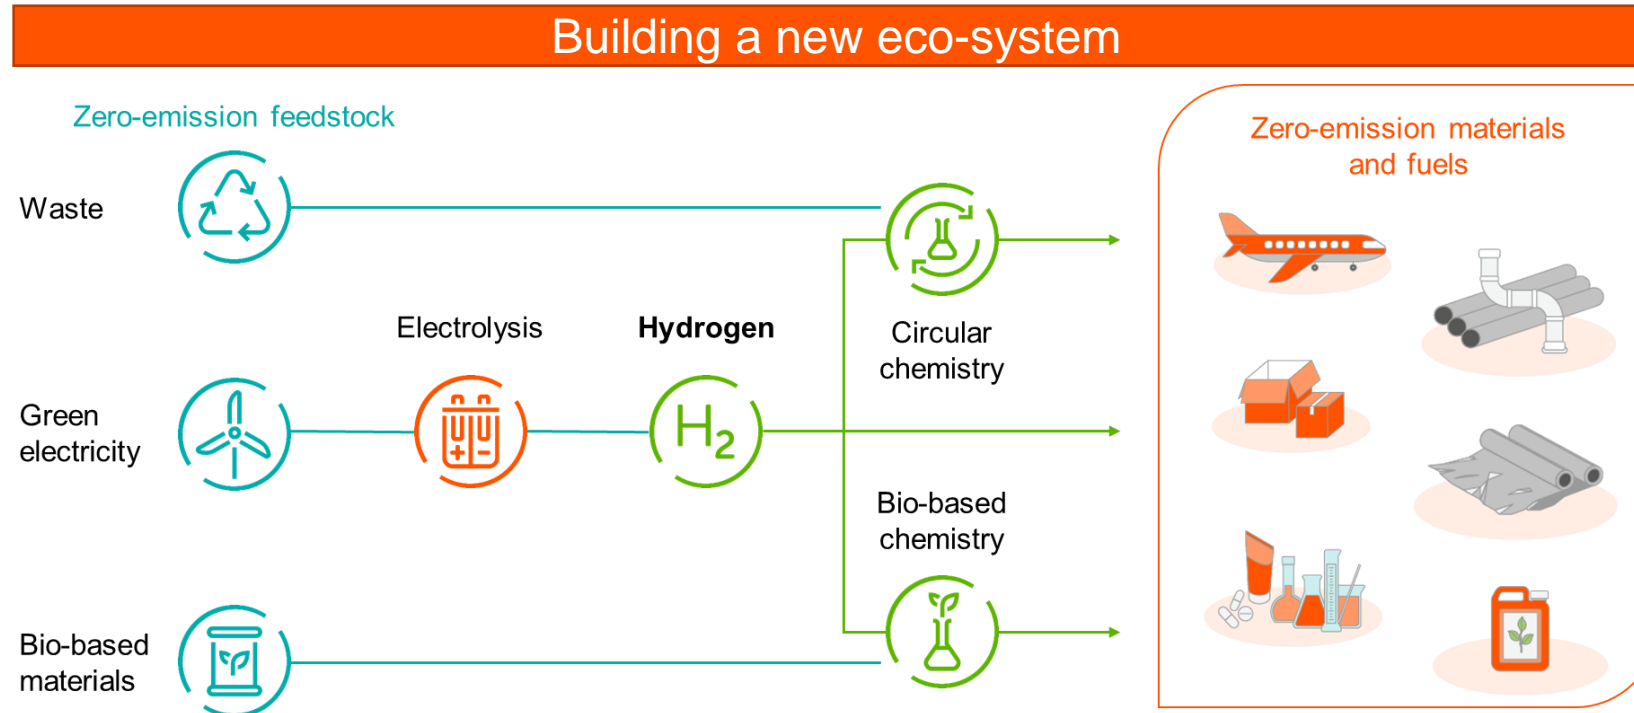 Building a new eco-system
Zero-emission feedstock
Zero-emission materials
and fuels
Waste
Electrolysis
Hydrogen
Circular
chemistry
Green
electricity
H₂
Bio-based
chemistry
Bio-based
materials